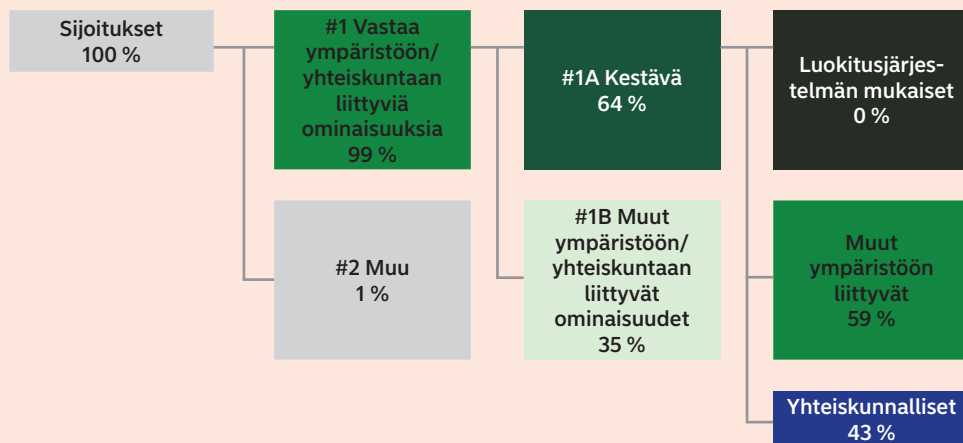 Sijoitukset
100 %
#1 Vastaa
ympäristöön/
yhteiskuntaan
liittyviä
ominaisuuksia
99 %
#1A Kestävä
64 %
Luokitusjärjes-
telmän mukaiset
0 %
#2 Muu
1 %
#1B Muut
ympäristöön/
yhteiskuntaan
liittyvät
ominaisuudet
35 %
Muut
ympäristöön
liittyvät
59 %
Yhteiskunnalliset
43 %